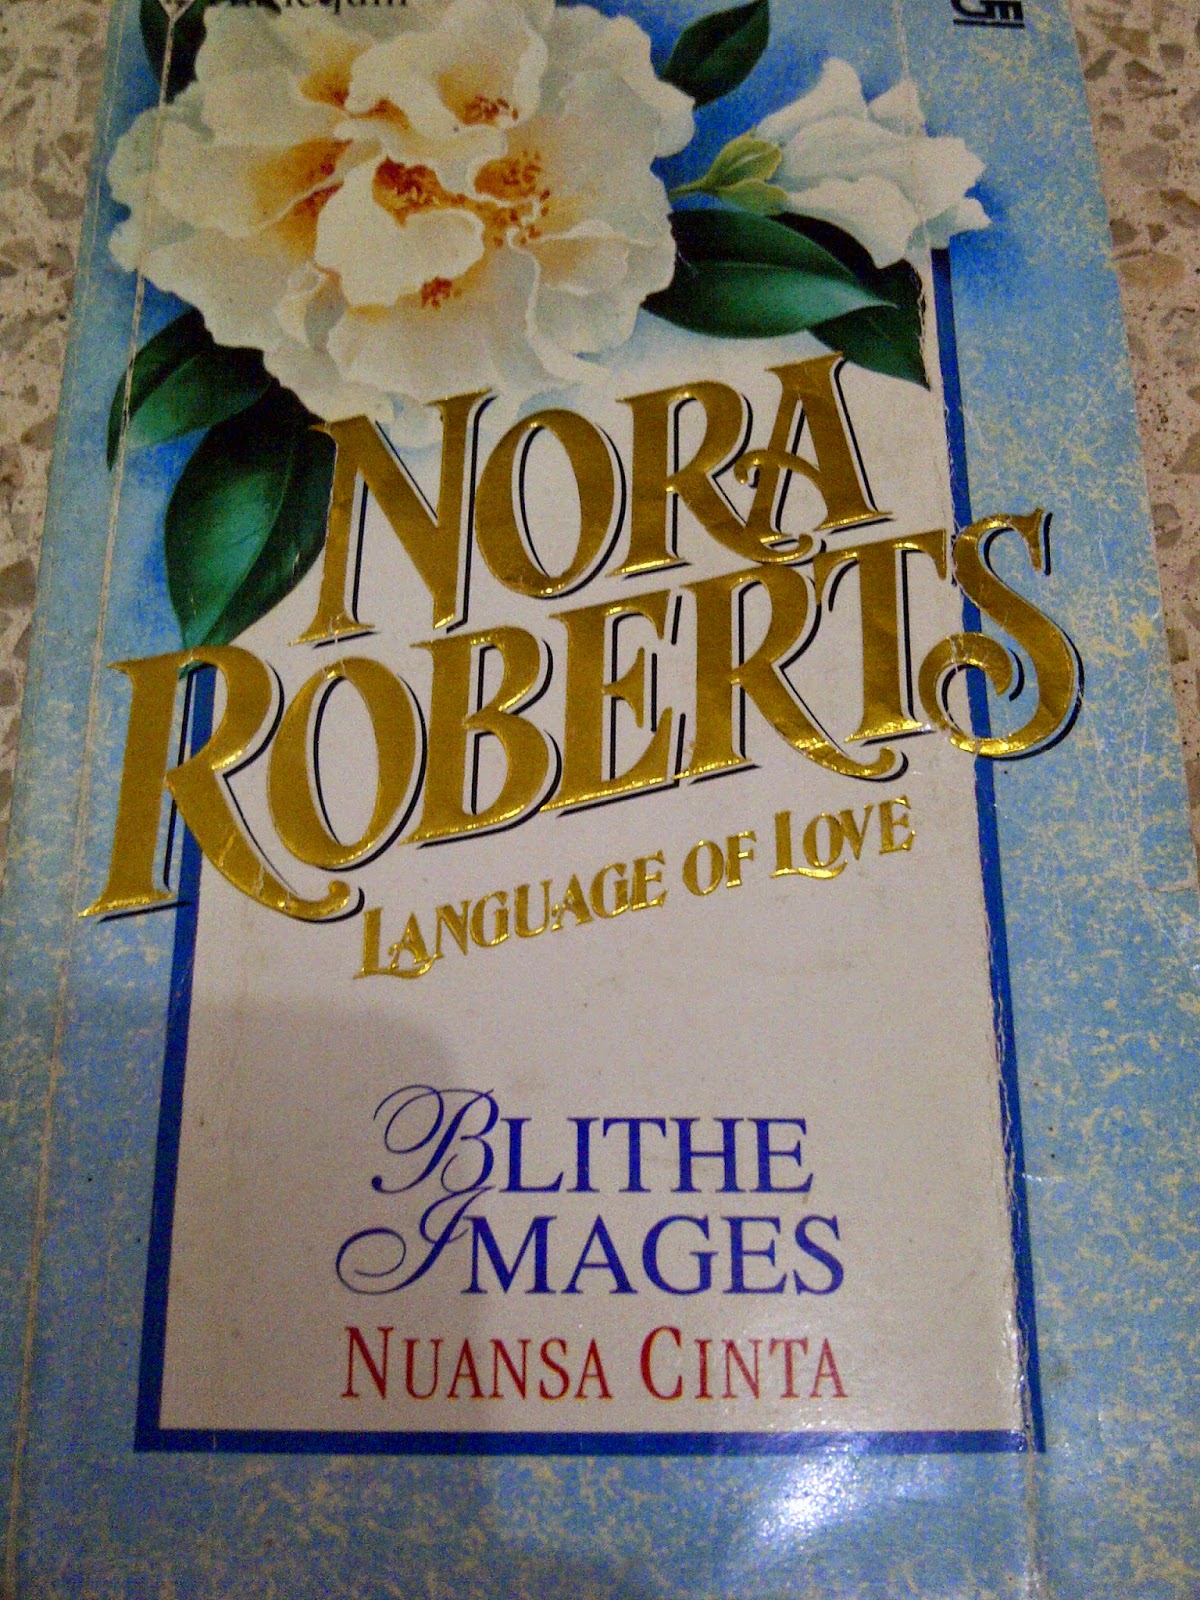 NORA
ROBERTS
LANGUAGE OF LOVE
BLITHE
IMAGES
NUANSA CINTA